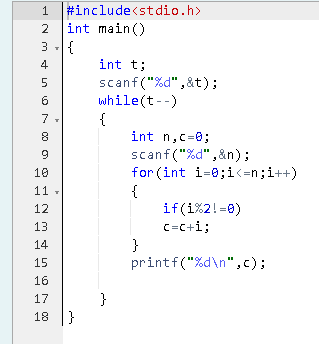 1 #include<stdio.h>
2 int main()
3 {
4 int t;
5 scanf("%d",&t);
6 while(t--)
7 {
8 int n,c=0;
9 scanf("%d",&n);
10 for(int i=0;i<=n;i++)
11 {
12 if(i%2!=0)
13 c=c+i;
14 }
15 printf("%d\n",c);
16
17 }
18 }